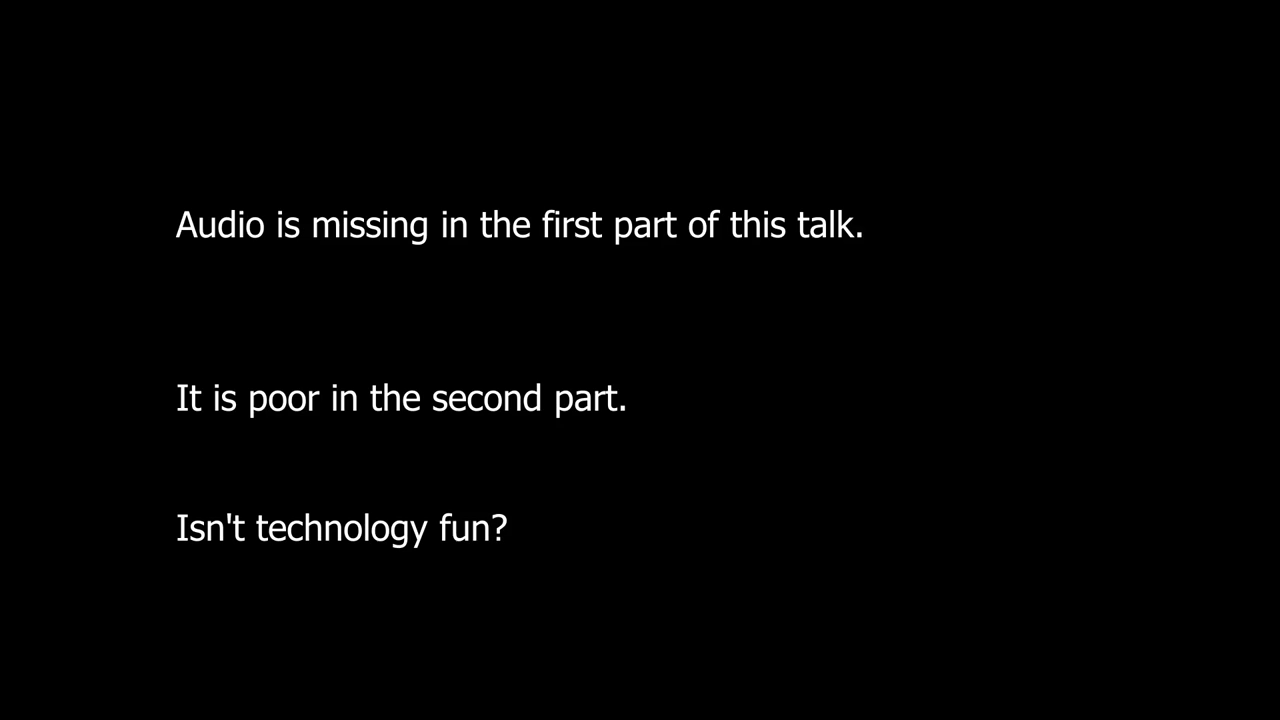 Audio is missing in the first part of this talk.
It is poor in the second part.
Isn't technology fun?